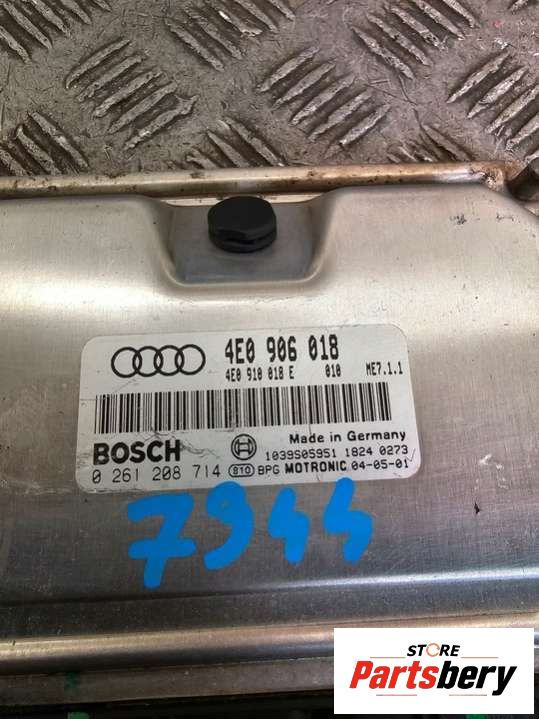 4E0 906 018
4E0 910 018 E 010 ME7.1.1
BOSCH
Made in Germany
1039S05951 1824 0273
0 261 208 714 810 BPG MOTRONIC 04-05-01
7944
STORE
Partsbery